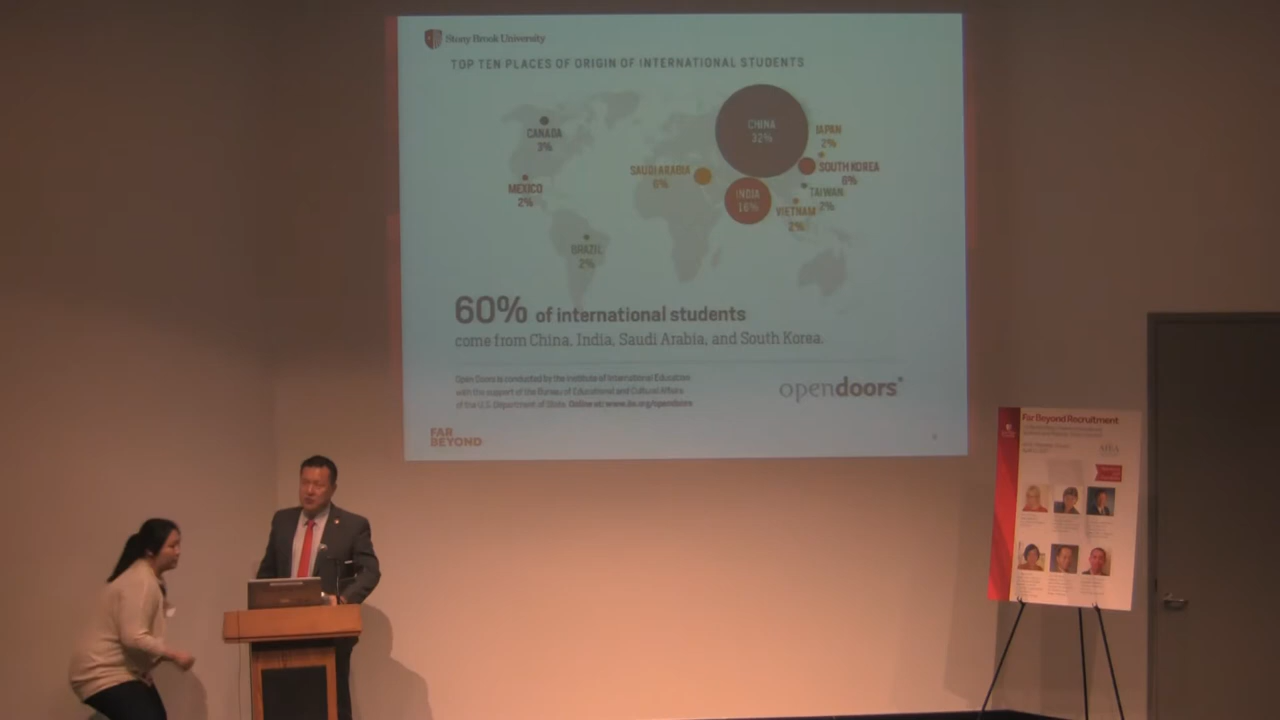 Stony Brook University
TOP TEN PLACES OF ORIGIN OF INTERNATIONAL STUDENTS
CANADA
3%
MEXICO
2%
BRAZIL
2%
SAUDI ARABIA
6%
CHINA
32%
INDIA
16%
JAPAN
2%
SOUTH KOREA
6%
TAIWAN
2%
VIETNAM
2%
60% of international students
come from China, India, Saudi Arabia, and South Korea.
Open Doors is conducted by the Institute of International Education
with the support of the Bureau of Educational and Cultural Affairs
of the U.S. Department of State. Online at: www.iie.org/opendoors
opendoors
FAR
BEYOND
Far Beyond Recruitment